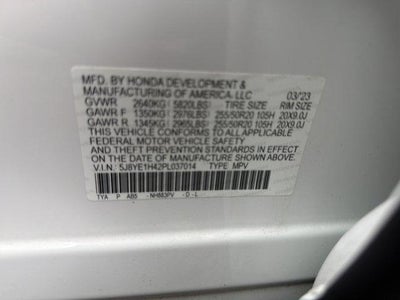 MFD. BY HONDA DEVELOPMENT &
MANUFACTURING OF AMERICA, LLC 03/23
GVWR 2640KG( 5820LBS) TIRE SIZE RIM SIZE
GAWR F 1350KG( 2976LBS) 255/50R20 105H 20X9.0J
GAWR R 1345KG( 2965LBS) 255/50R20 105H 20X9.0J
THIS VEHICLE CONFORMS TO ALL APPLICABLE
FEDERAL MOTOR VEHICLE SAFETY AND
THEFT PREVENTION STANDARDS IN EFFECT ON
THE DATE OF MANUFACTURE SHOWN ABOVE.
V.I.N.: 5J8YE1H42PL037014 TYPE: MPV
TYA P AB5 -D-L